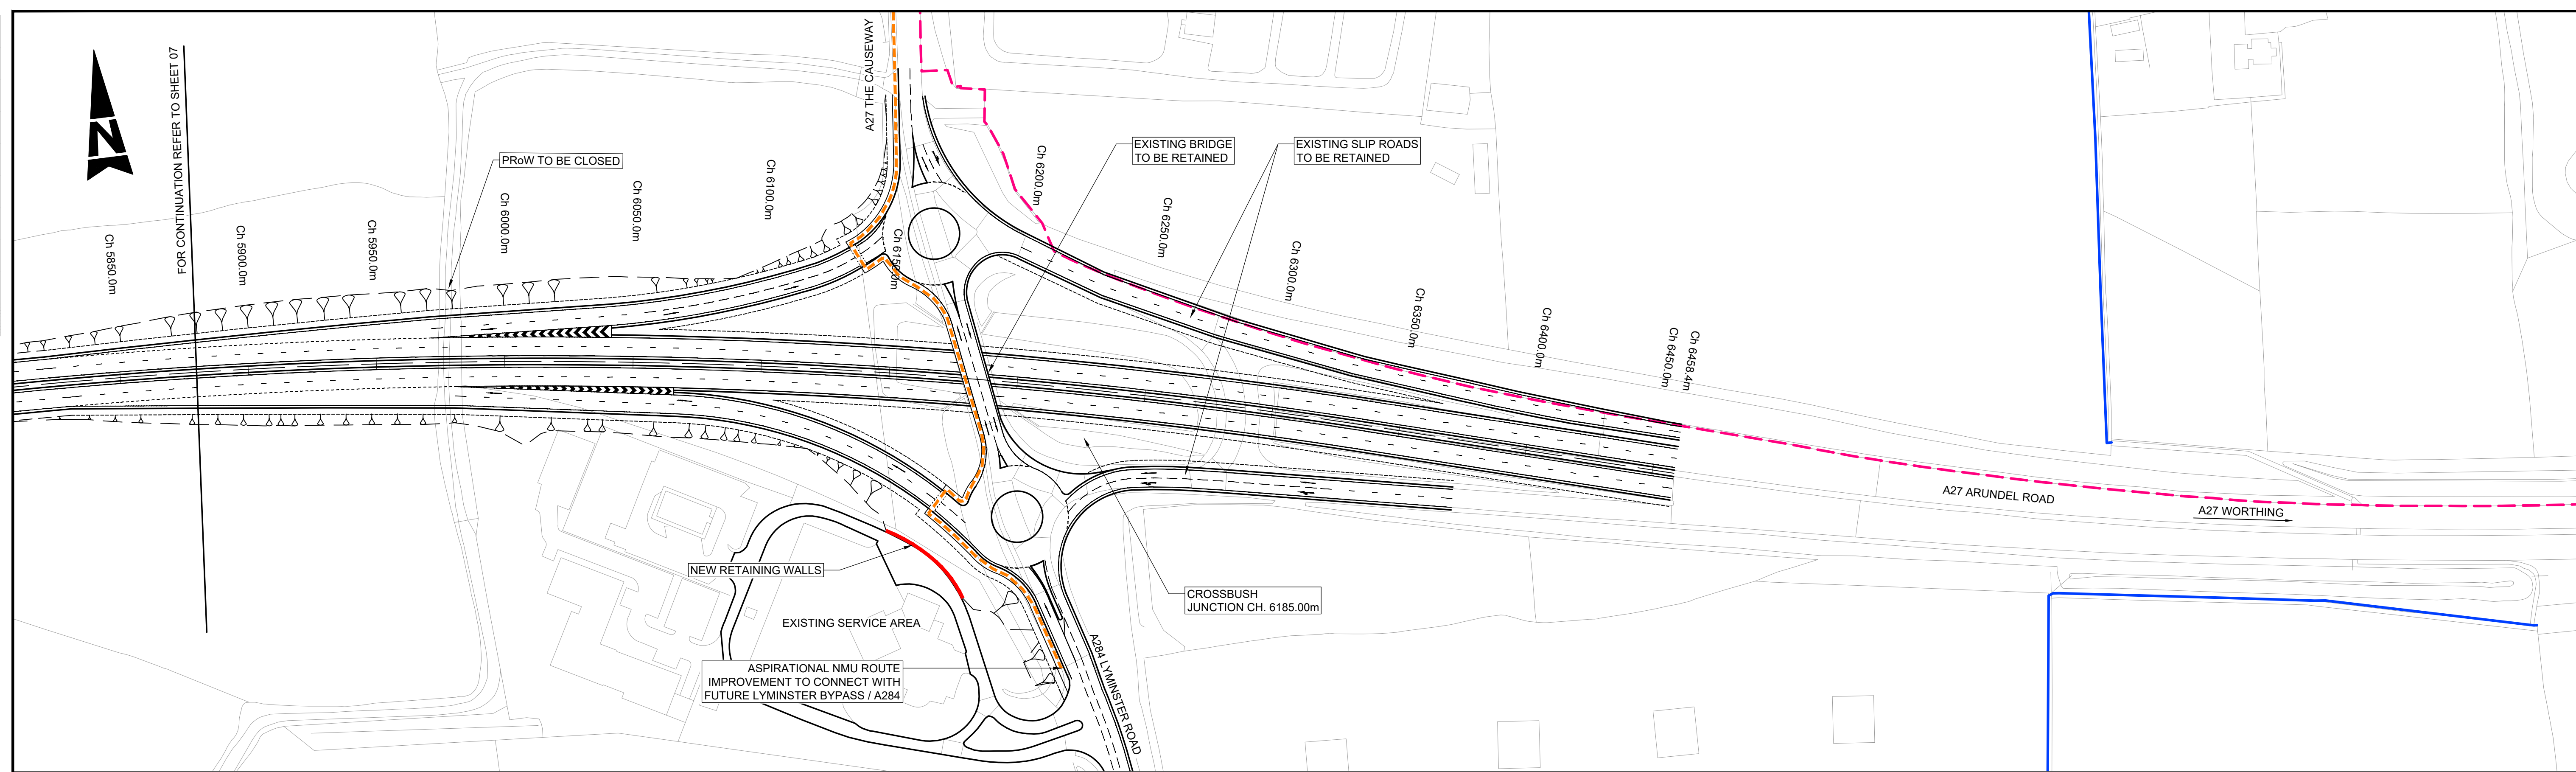 N
FOR CONTINUATION REFER TO SHEET 07
A27 THE CAUSEWAY
PRoW TO BE CLOSED
EXISTING BRIDGE
TO BE RETAINED
EXISTING SLIP ROADS
TO BE RETAINED
Ch 5850.0m
Ch 5900.0m
Ch 5950.0m
Ch 6000.0m
Ch 6050.0m
Ch 6100.0m
Ch 6150.0m
Ch 6200.0m
Ch 6250.0m
Ch 6300.0m
Ch 6350.0m
Ch 6400.0m
Ch 6450.0m
Ch 6458.4m
A27 ARUNDEL ROAD
A27 WORTHING
NEW RETAINING WALLS
CROSSBUSH
JUNCTION CH. 6185.00m
EXISTING SERVICE AREA
ASPIRATIONAL NMU ROUTE
IMPROVEMENT TO CONNECT WITH
FUTURE LYMINSTER BYPASS / A284
A284 LYMINSTER ROAD